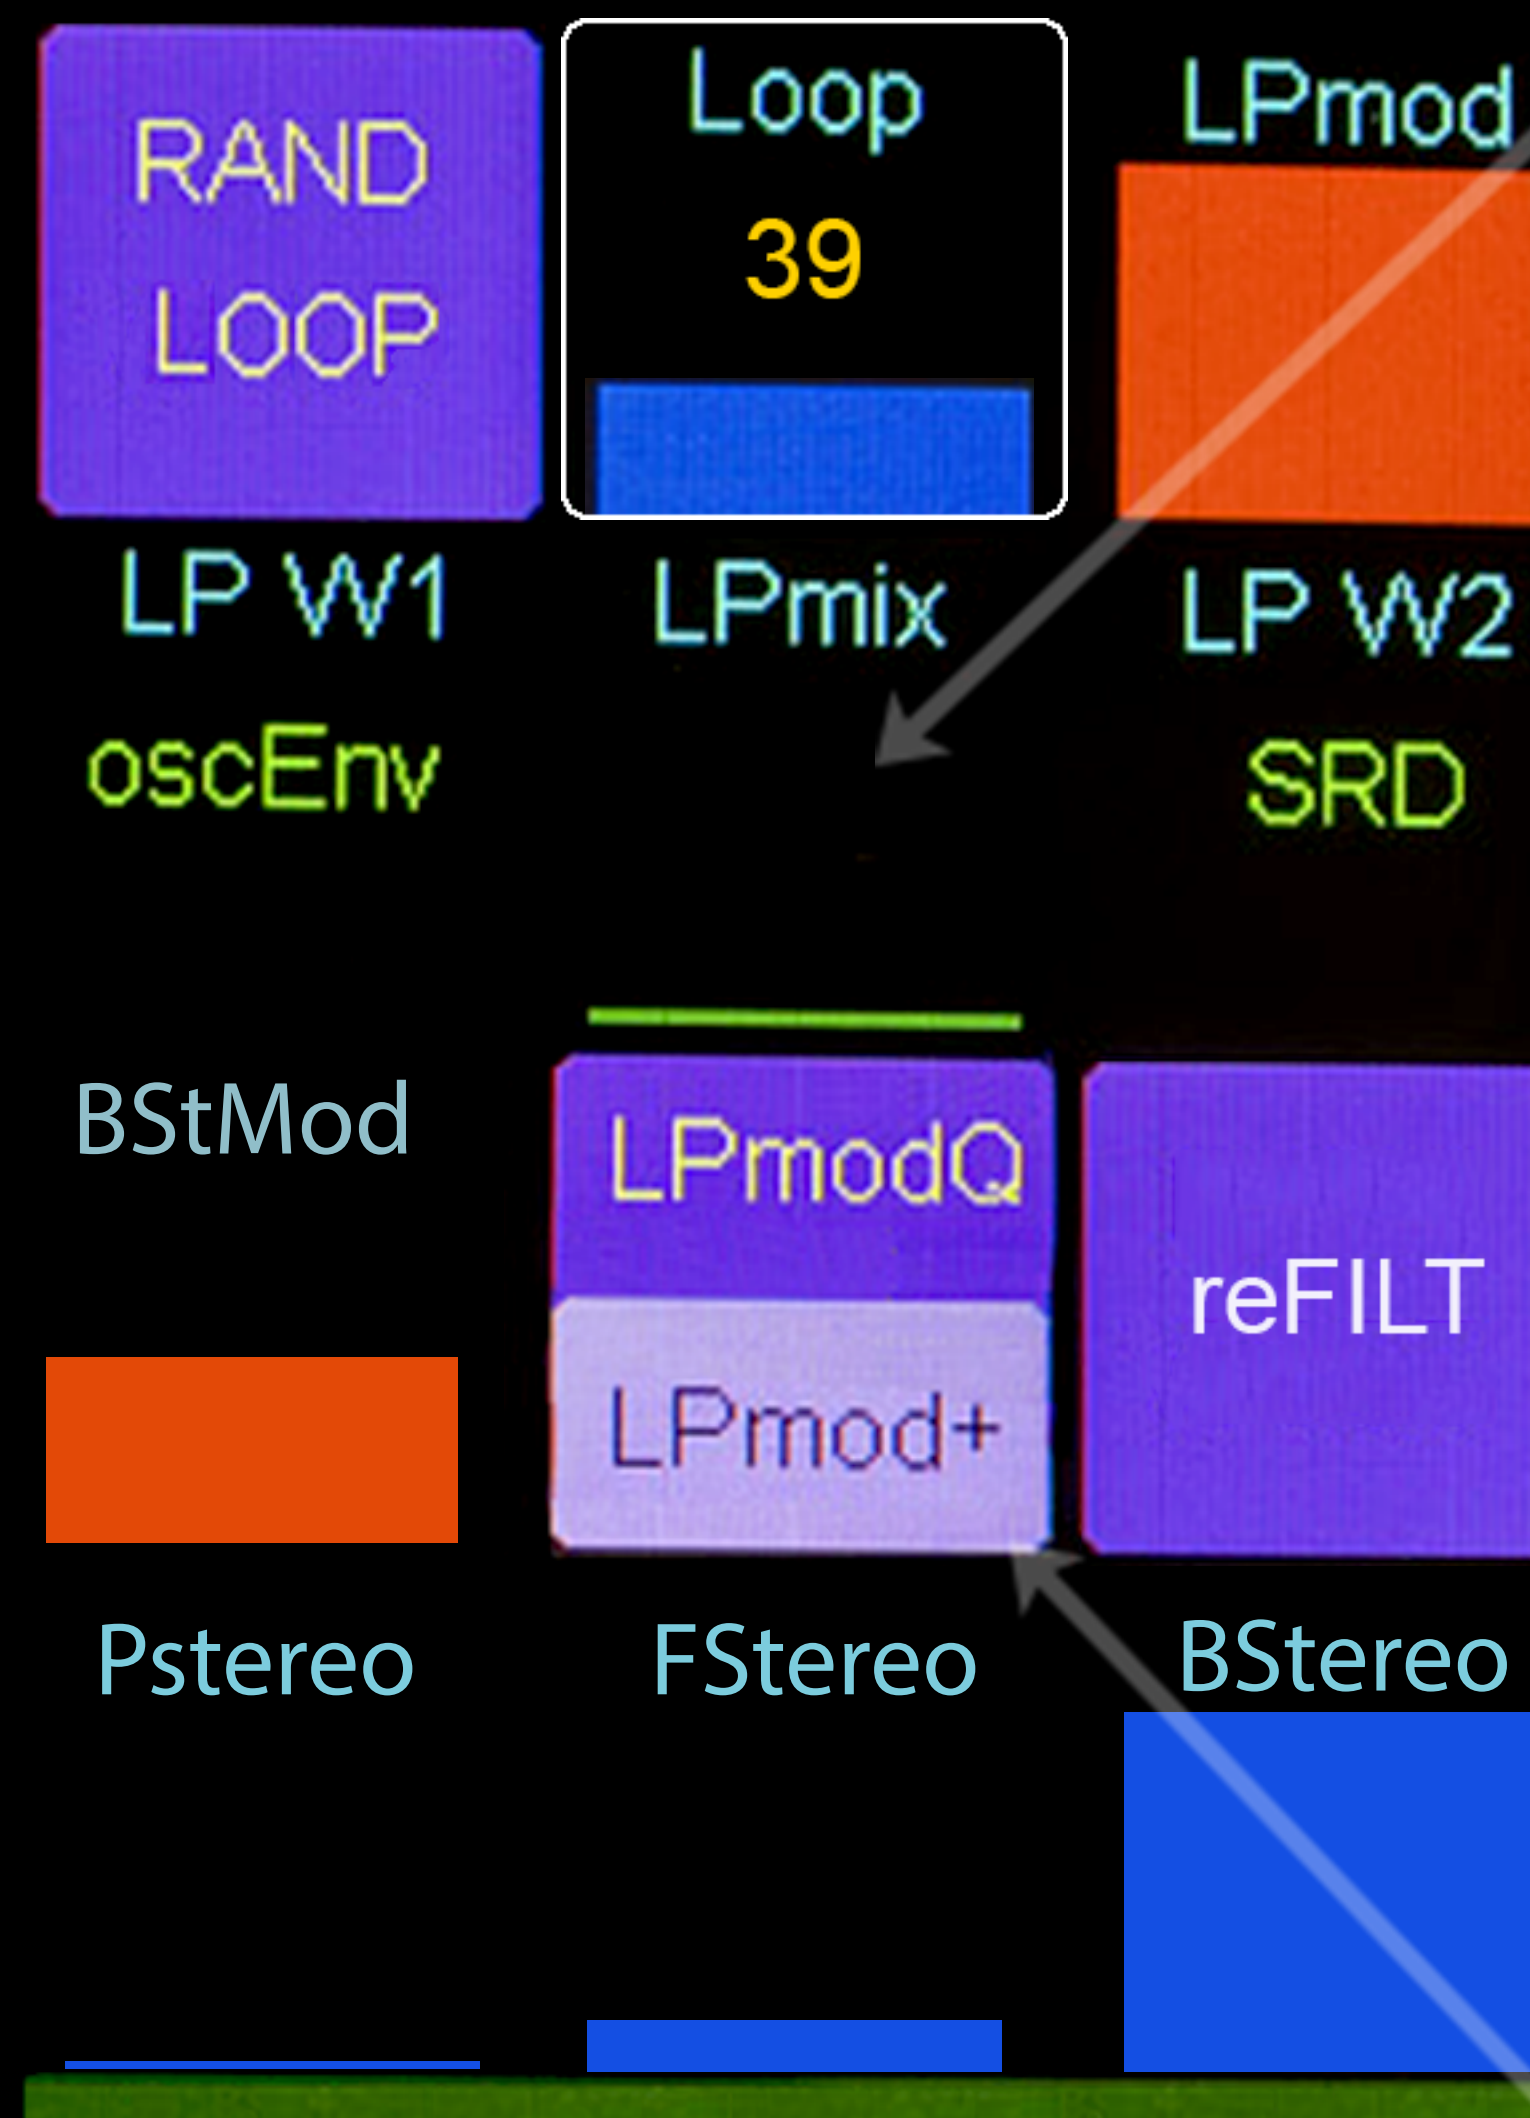 RAND
LOOP
Loop
39
LPmod
LP W1
LPmix
LP W2
oscEnv
SRD
BStMod
LPmodQ
LPmod+
reFILT
Pstereo
FStereo
BStereo